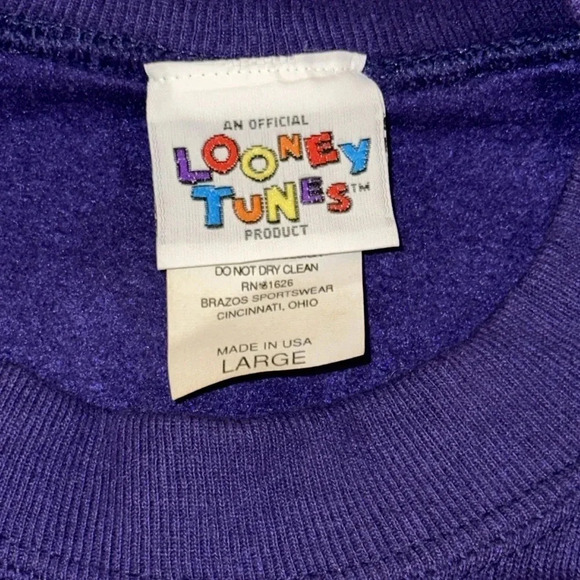 AN OFFICIAL
LOONEY
TUNES™
PRODUCT
DO NOT DRY CLEAN
BRAZOS SPORTSWEAR
CINCINNATI, OHIO
MADE IN USA
LARGE